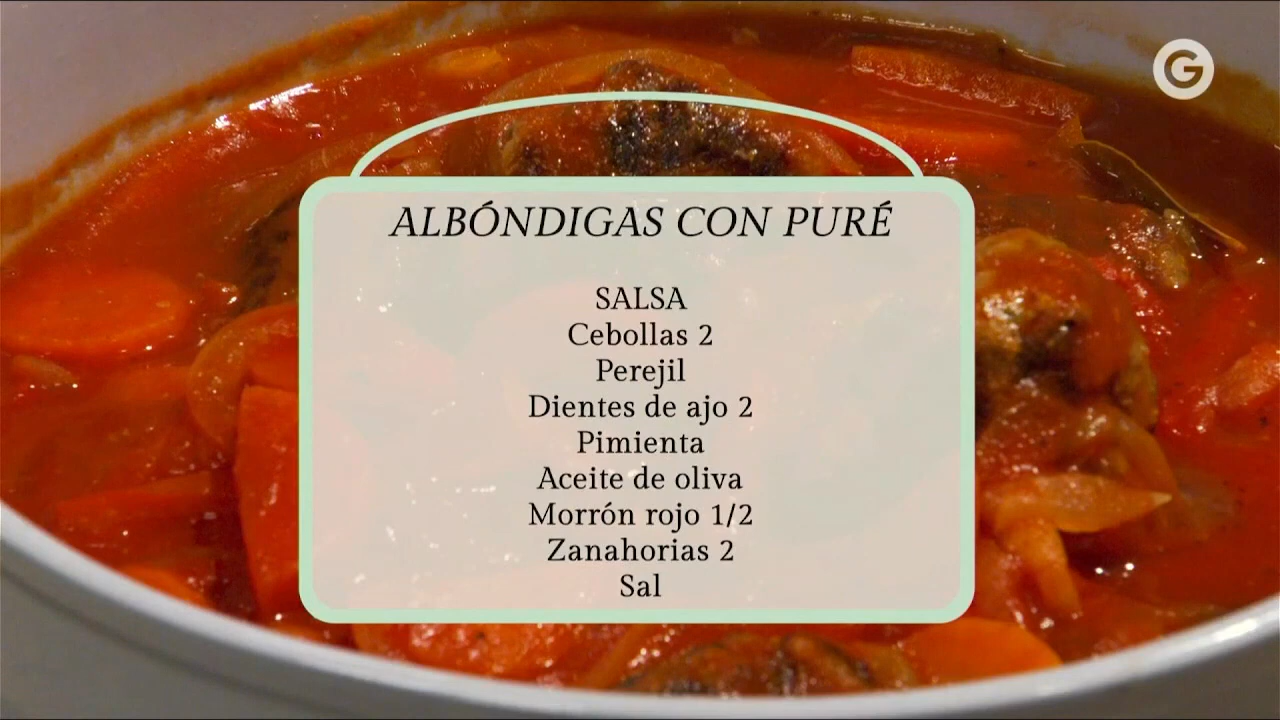 G
ALBÓNDIGAS CON PURÉ
SALSA
Cebollas 2
Perejil
Dientes de ajo 2
Pimienta
Aceite de oliva
Morrón rojo 1/2
Zanahorias 2
Sal